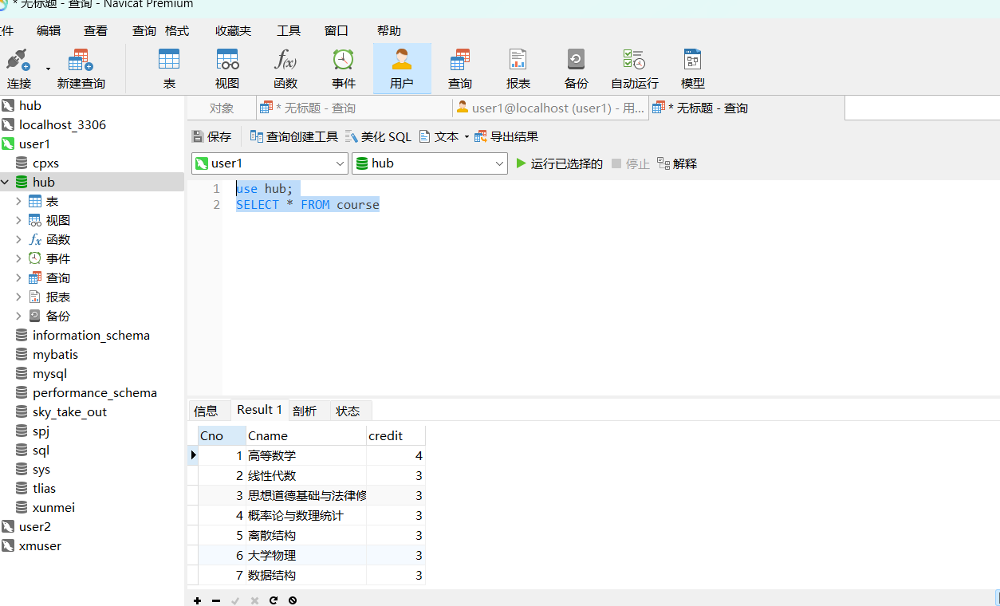 * 无标题 - 查询 - Navicat Premium
件 编辑 查看 查询 格式 收藏夹 工具 窗口 帮助
连接 新建查询 表 视图 函数 事件 用户 查询 报表 备份 自动运行 模型
对象 * 无标题 - 查询 user1@localhost (user1) - 用... * 无标题 - 查询
保存 查询创建工具 美化 SQL 文本 导出结果
user1 hub 运行已选择的 停止 解释
hub
localhost_3306
user1
cpxs
hub
表
视图
函数
事件
查询
报表
备份
information_schema
mybatis
mysql
performance_schema
sky_take_out
spj
sql
sys
tlias
xunmei
user2
xmuser
1 use hub;
2 SELECT * FROM course
信息 Result 1 剖析 状态
Cno Cname credit
1 高等数学 4
2 线性代数 3
3 思想道德基础与法律修 3
4 概率论与数理统计 3
5 离散结构 3
6 大学物理 3
7 数据结构 3